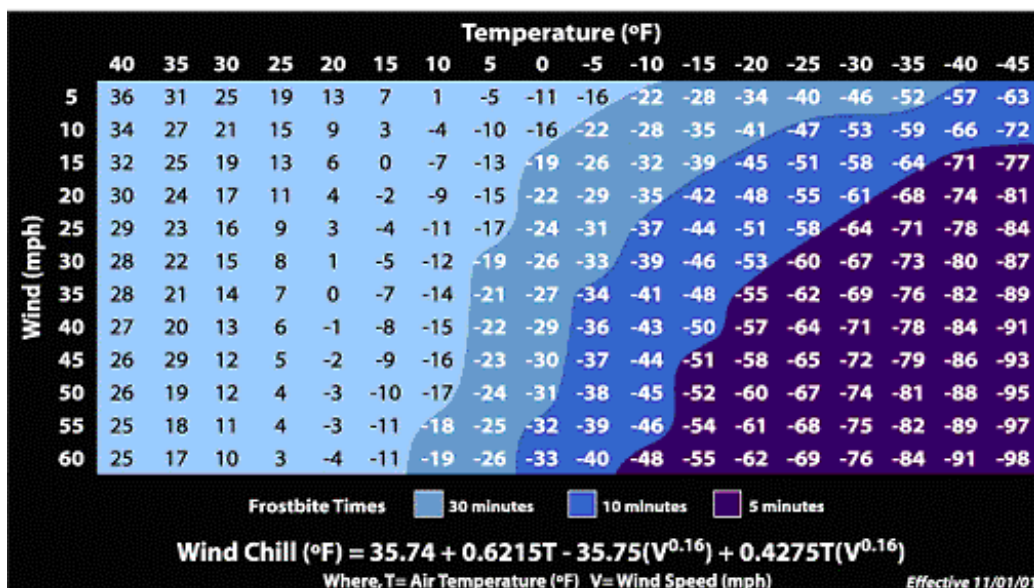 Temperature (ºF)
40 35 30 25 20 15 10 5 0 -5 -10 -15 -20 -25 -30 -35 -40 -45
Wind (mph)
5 36 31 25 19 13 7 1 -5 -11 -16 -22 -28 -34 -40 -46 -52 -57 -63
10 34 27 21 15 9 3 -4 -10 -16 -22 -28 -35 -41 -47 -53 -59 -66 -72
15 32 25 19 13 6 0 -7 -13 -19 -26 -32 -39 -45 -51 -58 -64 -71 -77
20 30 24 17 11 4 -2 -9 -15 -22 -29 -35 -42 -48 -55 -61 -68 -74 -81
25 29 23 16 9 3 -4 -11 -17 -24 -31 -37 -44 -51 -58 -64 -71 -78 -84
30 28 22 15 8 1 -5 -12 -19 -26 -33 -39 -46 -53 -60 -67 -73 -80 -87
35 28 21 14 7 0 -7 -14 -21 -27 -34 -41 -48 -55 -62 -69 -76 -82 -89
40 27 20 13 6 -1 -8 -15 -22 -29 -36 -43 -50 -57 -64 -71 -78 -84 -91
45 26 29 12 5 -2 -9 -16 -23 -30 -37 -44 -51 -58 -65 -72 -79 -86 -93
50 26 19 12 4 -3 -10 -17 -24 -31 -38 -45 -52 -60 -67 -74 -81 -88 -95
55 25 18 11 4 -3 -11 -18 -25 -32 -39 -46 -54 -61 -68 -75 -82 -89 -97
60 25 17 10 3 -4 -11 -19 -26 -33 -40 -48 -55 -62 -69 -76 -84 -91 -98
Frostbite Times 30 minutes 10 minutes 5 minutes
Wind Chill (ºF) = 35.74 + 0.6215T - 35.75(V^0.16) + 0.4275T(V^0.16)
Where, T= Air Temperature (ºF) V= Wind Speed (mph)
Effective 11/01/0